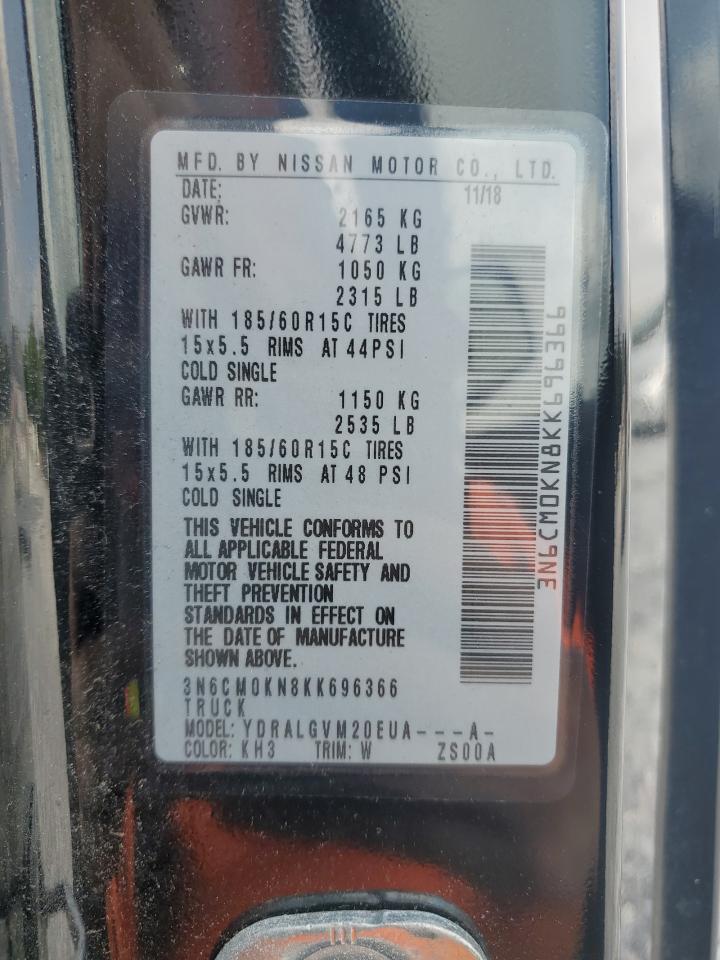 MFD. BY NISSAN MOTOR CO., LTD.
DATE: 11/18
GVWR: 2165 KG
4773 LB
GAWR FR: 1050 KG
2315 LB
WITH 185/60R15C TIRES
15x5.5 RIMS AT 44PSI
COLD SINGLE
GAWR RR: 1150 KG
2535 LB
WITH 185/60R15C TIRES
15x5.5 RIMS AT 48 PSI
COLD SINGLE
THIS VEHICLE CONFORMS TO
ALL APPLICABLE FEDERAL
MOTOR VEHICLE SAFETY AND
THEFT PREVENTION
STANDARDS IN EFFECT ON
THE DATE OF MANUFACTURE
SHOWN ABOVE.
3N6CM0KN8KK696366
TRUCK
MODEL: YDRALGVM20EUA---A-
COLOR: KH3 TRIM: W ZS00A
3N6CM0KN8KK696366